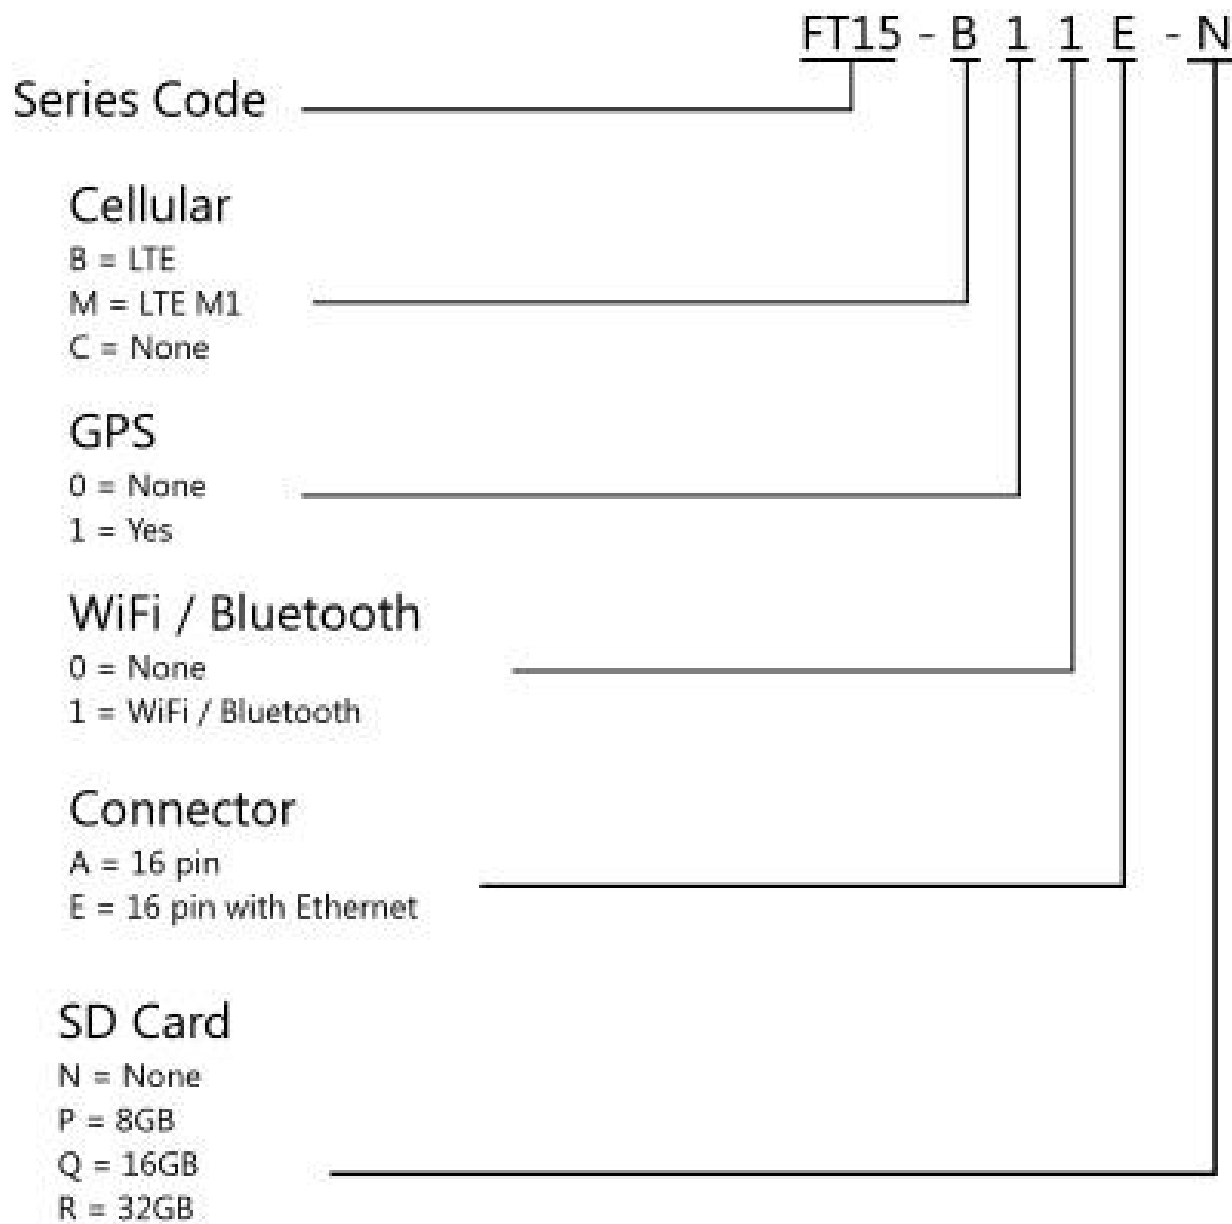 FT15 - B 1 1 E - N
Series Code
Cellular
B = LTE
M = LTE M1
C = None
GPS
0 = None
1 = Yes
WiFi / Bluetooth
0 = None
1 = WiFi / Bluetooth
Connector
A = 16 pin
E = 16 pin with Ethernet
SD Card
N = None
P = 8GB
Q = 16GB
R = 32GB